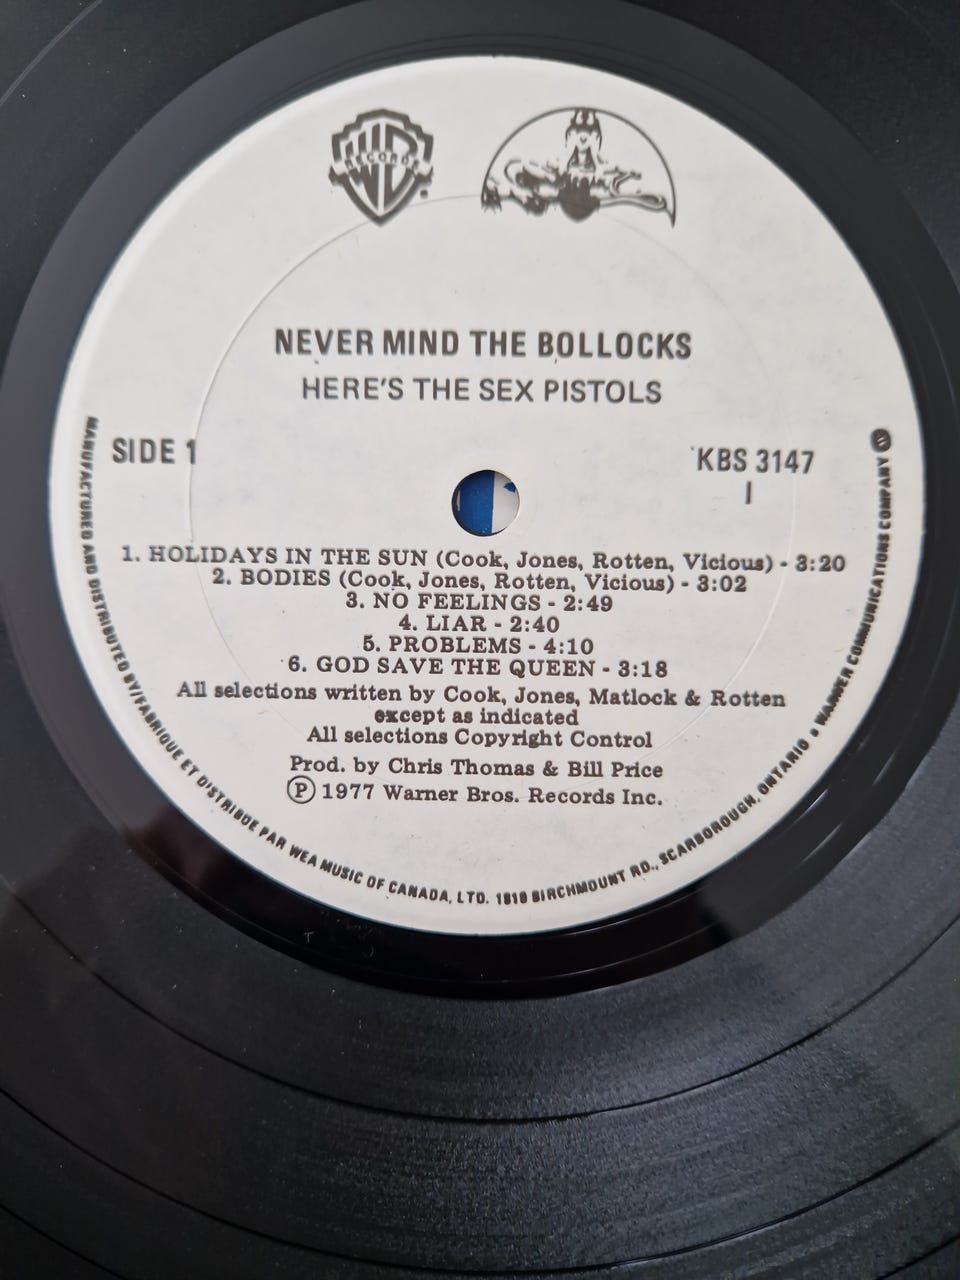 RECORDS
NEVER MIND THE BOLLOCKS
HERE'S THE SEX PISTOLS
SIDE 1
KBS 3147
1
1. HOLIDAYS IN THE SUN (Cook, Jones, Rotten, Vicious) - 3:20
2. BODIES (Cook, Jones, Rotten, Vicious) - 3:02
3. NO FEELINGS - 2:49
4. LIAR - 2:40
5. PROBLEMS - 4:10
6. GOD SAVE THE QUEEN - 3:18
All selections written by Cook, Jones, Matlock & Rotten
except as indicated
All selections Copyright Control
Prod. by Chris Thomas & Bill Price
Ⓟ 1977 Warner Bros. Records Inc.
MANUFACTURED AND DISTRIBUTED BY/FABRIQUE ET DISTRIBUE PAR WEA MUSIC OF CANADA, LTD. 1810 BIRCHMOUNT RD., SCARBOROUGH, ONTARIO • WARNER COMMUNICATIONS COMPANY